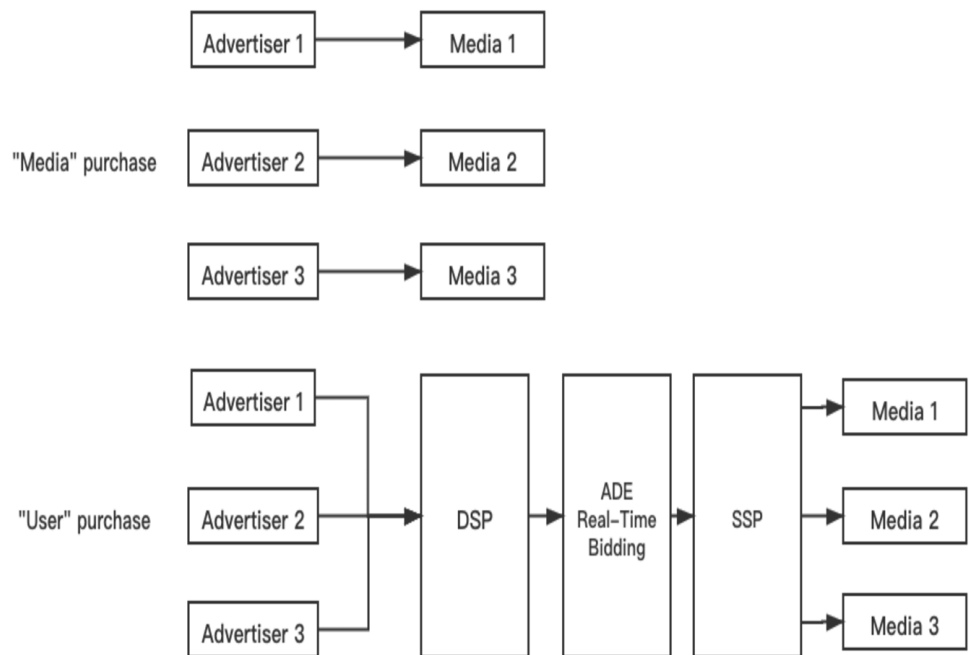 Advertiser 1
Media 1
"Media" purchase
Advertiser 2
Media 2
Advertiser 3
Media 3
Advertiser 1
Media 1
"User" purchase
Advertiser 2
DSP
ADE
Real-Time
Bidding
SSP
Media 2
Advertiser 3
Media 3